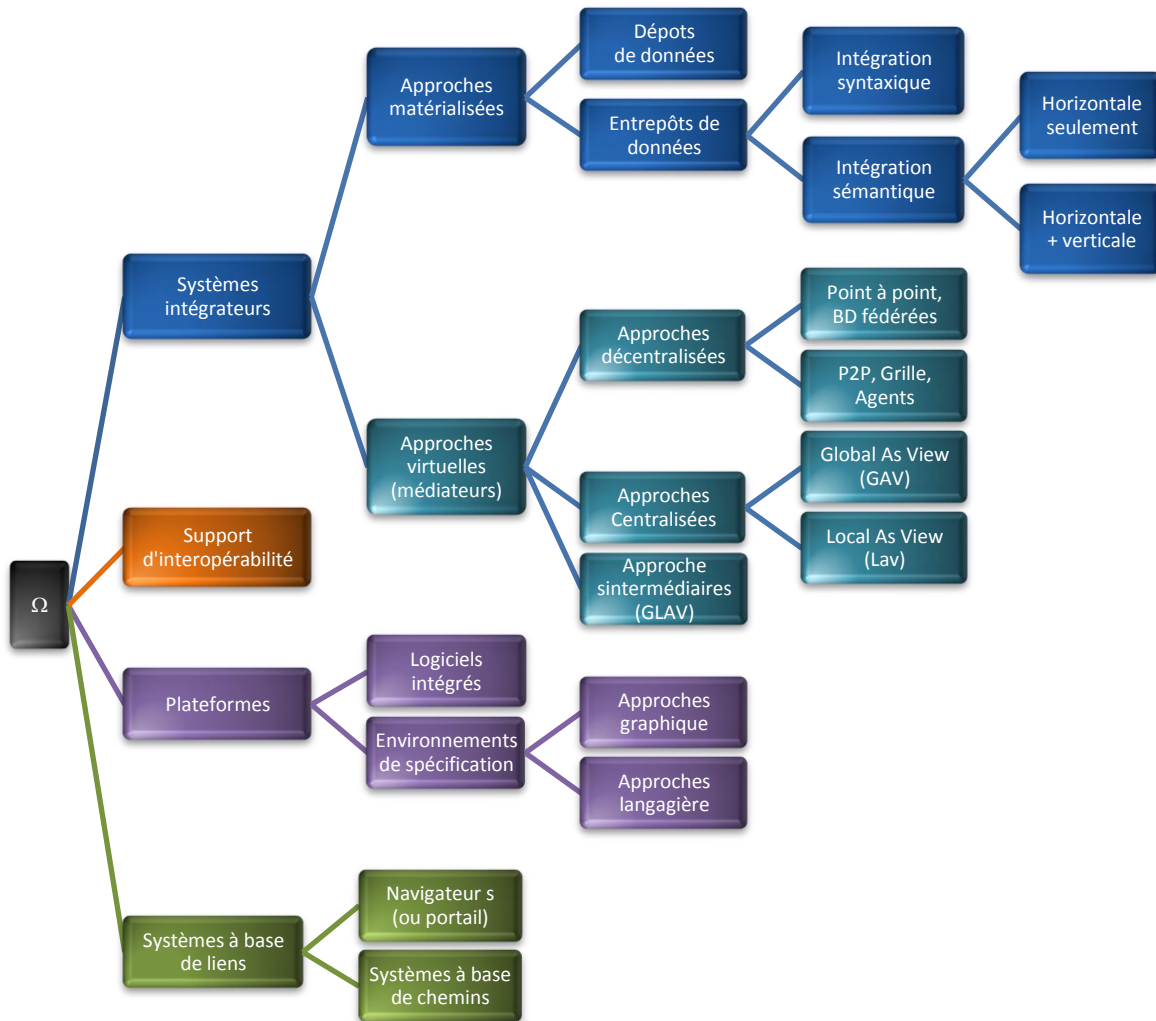 Dépots
de données
Intégration
syntaxique
Approches
matérialisées
Horizontale
seulement
Entrepôts de
données
Intégration
sémantique
Horizontale
+ verticale
Systèmes
intégrateurs
Point à point,
BD fédérées
Approches
décentralisées
P2P, Grille,
Agents
Approches
virtuelles
(médiateurs)
Global As View
(GAV)
Approches
Centralisées
Local As View
(Lav)
Approche
sintermédiaires
(GLAV)
Support
d'interopérabilité
Ω
Logiciels
intégrés
Plateformes
Approches
graphique
Environnements
de spécification
Approches
langagière
Navigateur s
(ou portail)
Systèmes à base
de liens
Systèmes à base
de chemins